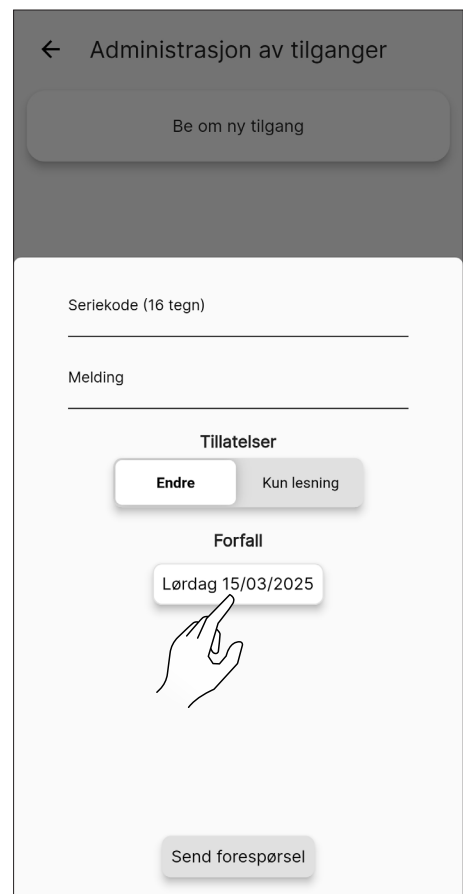 Administrasjon av tilganger
Be om ny tilgang
Seriekode (16 tegn)
Melding
Tillatelser
Endre Kun lesning
Forfall
Lørdag 15/03/2025
Send forespørsel